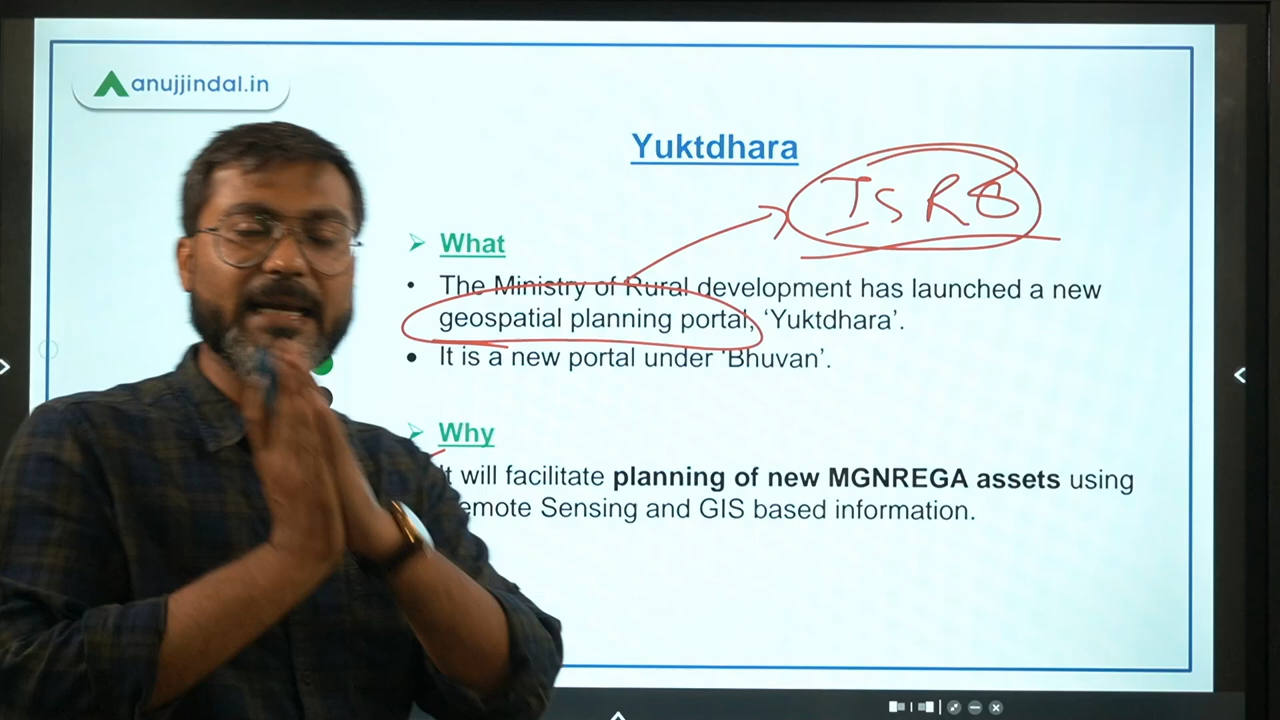 anujjindal.in
Yuktdhara
ISRO
What
The Ministry of Rural development has launched a new
geospatial planning portal, ‘Yuktdhara’.
It is a new portal under ‘Bhuvan’.
Why
It will facilitate planning of new MGNREGA assets using
emote Sensing and GIS based information.